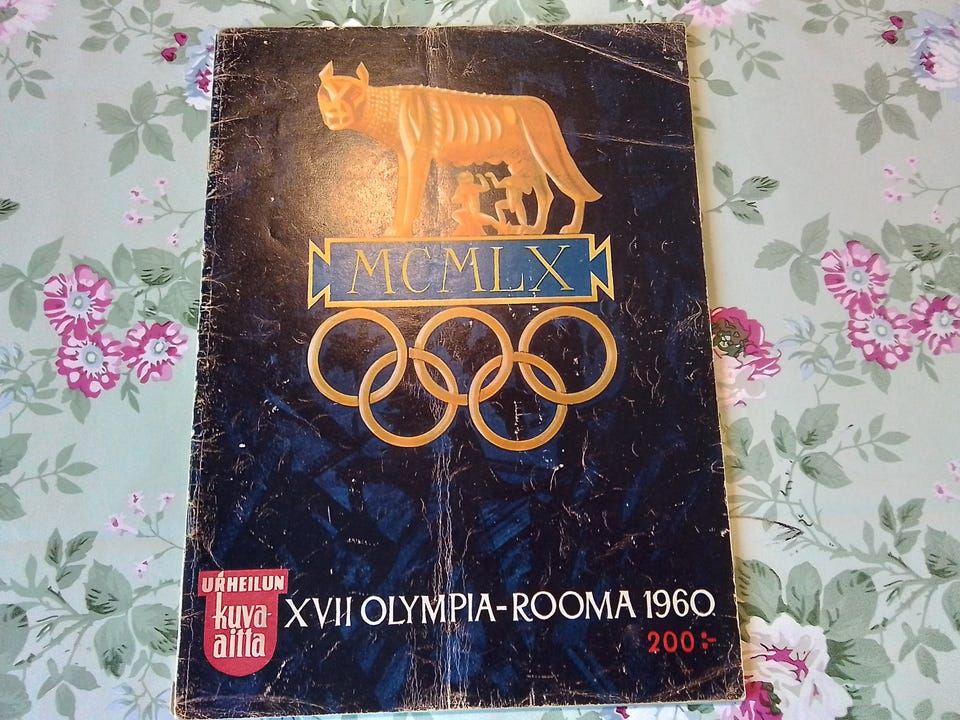 MCMLX
URHEILUN
kuva-
aitta
XVII OLYMPIA-ROOMA 1960
200:-